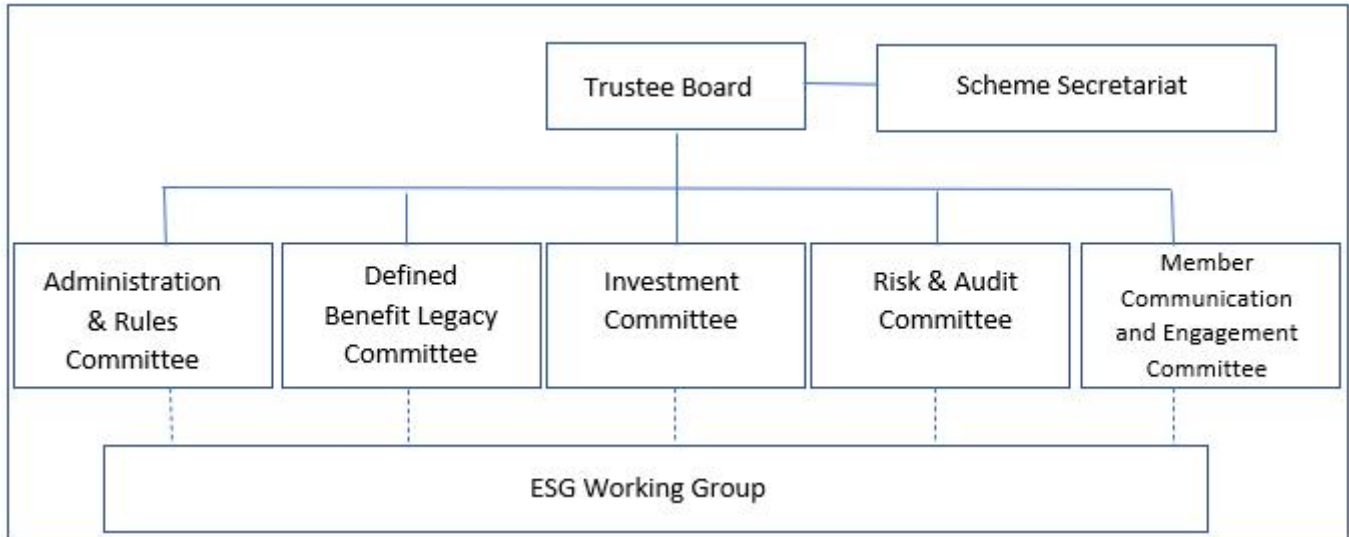 Trustee Board
Scheme Secretariat
Administration
& Rules
Committee
Defined
Benefit Legacy
Committee
Investment
Committee
Risk & Audit
Committee
Member
Communication
and Engagement
Committee
ESG Working Group